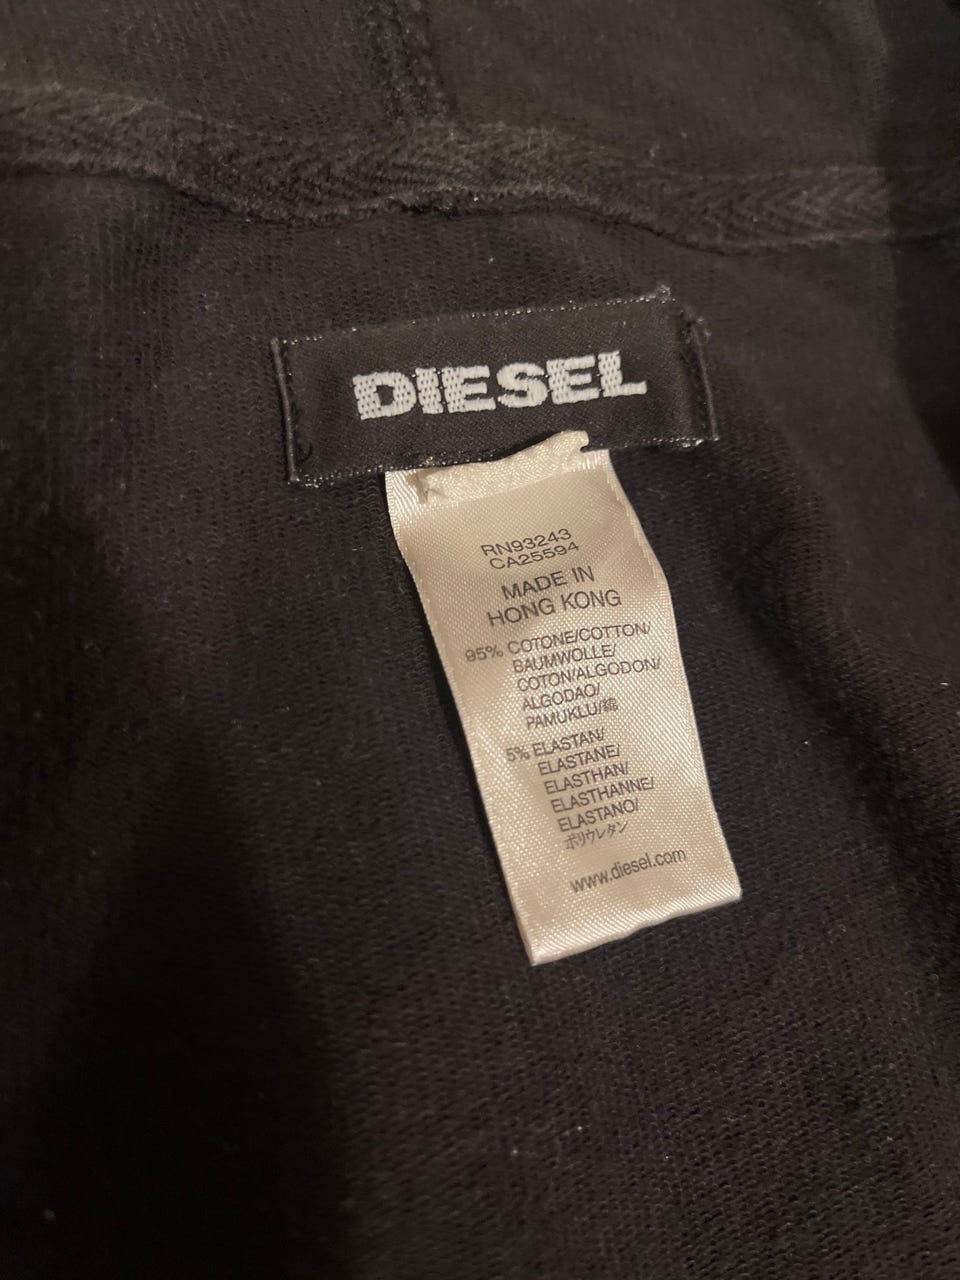 DIESEL
RN93243
CA25594
MADE IN
HONG KONG
95% COTONE/COTTON/
BAUMWOLLE/
COTON/ALGODON/
ALGODAO/
PAMUKLU/綿
5% ELASTAN/
ELASTANE/
ELASTHAN/
ELASTHANNE/
ELASTANO/
ポリウレタン
www.diesel.com